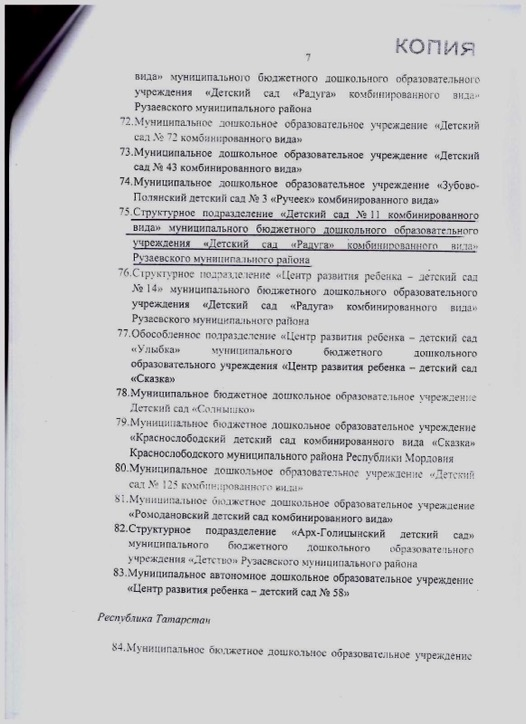 КОПИЯ
7
вида» муниципального бюджетного дошкольного образовательного
учреждения «Детский сад «Радуга» комбинированного вида»
Рузаевского муниципального района
72.Муниципальное дошкольное образовательное учреждение «Детский
сад № 72 комбинированного вида»
73.Муниципальное дошкольное образовательное учреждение «Детский
сад № 43 комбинированного вида»
74.Муниципальное дошкольное образовательное учреждение «Зубово-
Полянский детский сад № 3 «Ручеек» комбинированного вида»
75.Структурное подразделение «Детский сад № 11 комбинированного
вида» муниципального бюджетного дошкольного образовательного
учреждения «Детский сад «Радуга» комбинированного вида»
Рузаевского муниципального района
76.Структурное подразделение «Центр развития ребенка – детский сад
№ 14» муниципального бюджетного дошкольного образовательного
учреждения «Детский сад «Радуга» комбинированного вида»
Рузаевского муниципального района
77.Обособленное подразделение «Центр развития ребенка – детский сад
«Улыбка» муниципального бюджетного дошкольного
образовательного учреждения «Центр развития ребенка – детский сад
«Сказка»
78.Муниципальное бюджетное дошкольное образовательное учреждение
Детский сад «Солнышко»
79.Муниципальное бюджетное дошкольное образовательное учреждение
«Краснослободский детский сад комбинированного вида «Сказка»
Краснослободского муниципального района Республики Мордовия
80.Муниципальное дошкольное образовательное учреждение «Детский
сад № 125 комбинированного вида»
81.Муниципальное бюджетное дошкольное образовательное учреждение
«Ромодановский детский сад комбинированного вида»
82.Структурное подразделение «Арх-Голицынский детский сад»
муниципального бюджетного дошкольного образовательного
учреждения «Детство» Рузаевского муниципального района
83.Муниципальное автономное дошкольное образовательное учреждение
«Центр развития ребенка – детский сад № 58»
Республика Татарстан
84.Муниципальное бюджетное дошкольное образовательное учреждение